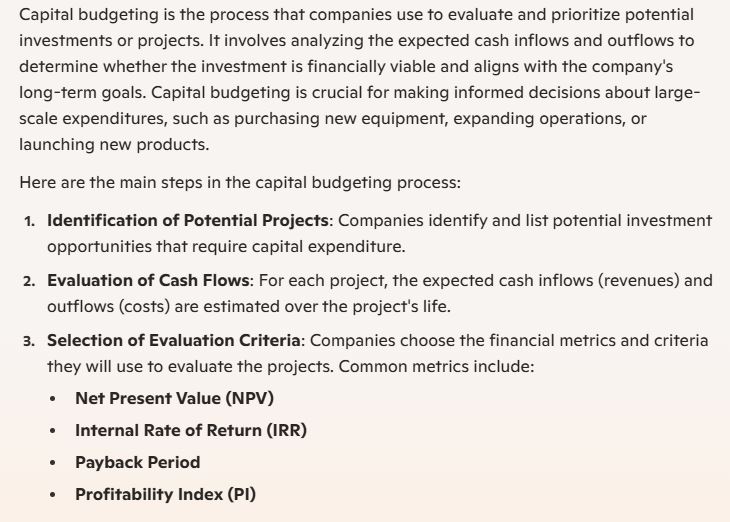 Capital budgeting is the process that companies use to evaluate and prioritize potential
investments or projects. It involves analyzing the expected cash inflows and outflows to
determine whether the investment is financially viable and aligns with the company's
long-term goals. Capital budgeting is crucial for making informed decisions about large-
scale expenditures, such as purchasing new equipment, expanding operations, or
launching new products.
Here are the main steps in the capital budgeting process:
1. Identification of Potential Projects: Companies identify and list potential investment
opportunities that require capital expenditure.
2. Evaluation of Cash Flows: For each project, the expected cash inflows (revenues) and
outflows (costs) are estimated over the project's life.
3. Selection of Evaluation Criteria: Companies choose the financial metrics and criteria
they will use to evaluate the projects. Common metrics include:
• Net Present Value (NPV)
• Internal Rate of Return (IRR)
• Payback Period
• Profitability Index (PI)